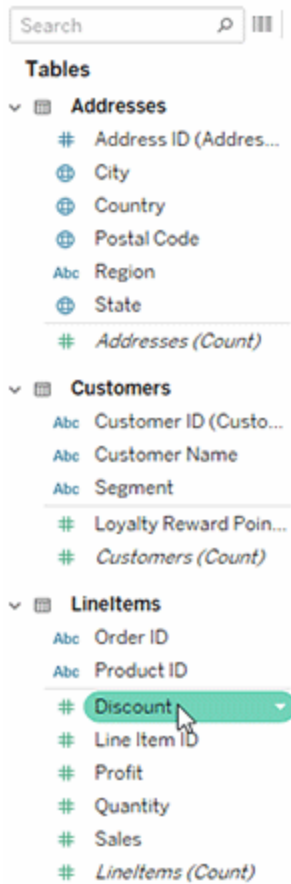 Search
Tables
Addresses
# Address ID (Addres...
City
Country
Postal Code
Abc Region
State
# Addresses (Count)
Customers
Abc Customer ID (Custo...
Abc Customer Name
Abc Segment
# Loyalty Reward Poin...
# Customers (Count)
LineItems
Abc Order ID
Abc Product ID
# Discount
# Line Item ID
# Profit
# Quantity
# Sales
# LineItems (Count)